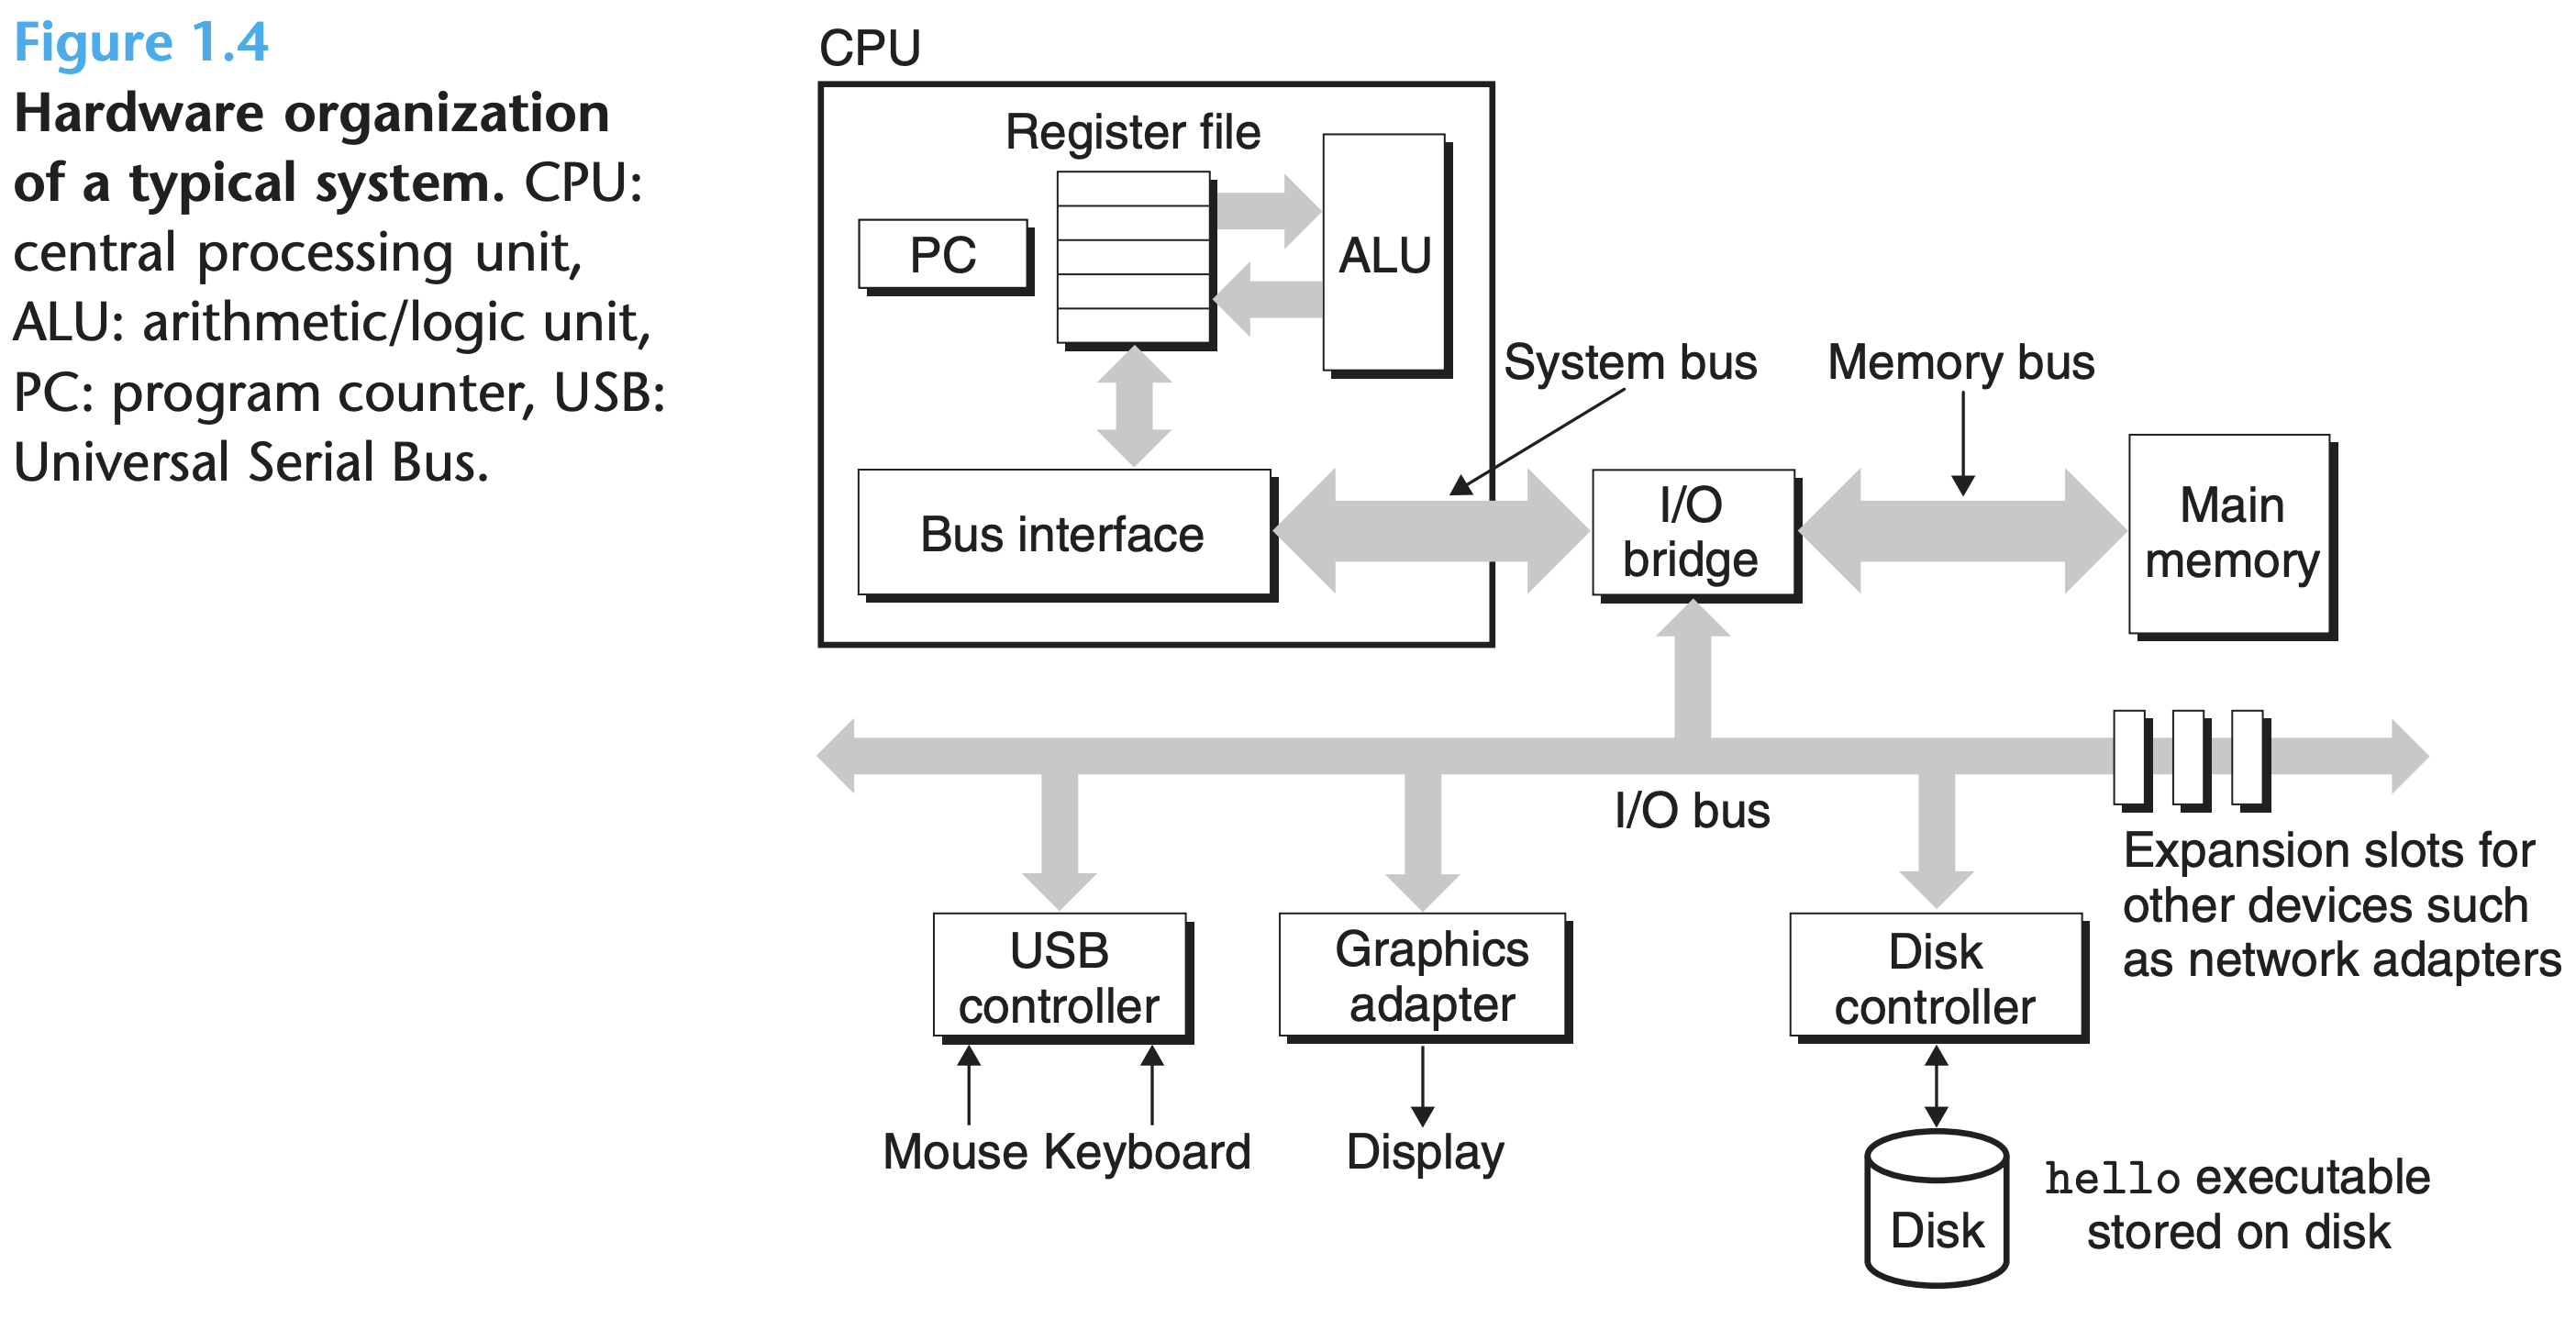 Figure 1.4
Hardware organization
of a typical system. CPU:
central processing unit,
ALU: arithmetic/logic unit,
PC: program counter, USB:
Universal Serial Bus.
CPU
Register file
PC
ALU
System bus
Memory bus
Bus interface
I/O
bridge
Main
memory
I/O bus
Expansion slots for
other devices such
as network adapters
USB
controller
Graphics
adapter
Disk
controller
Mouse
Keyboard
Display
Disk
hello executable
stored on disk